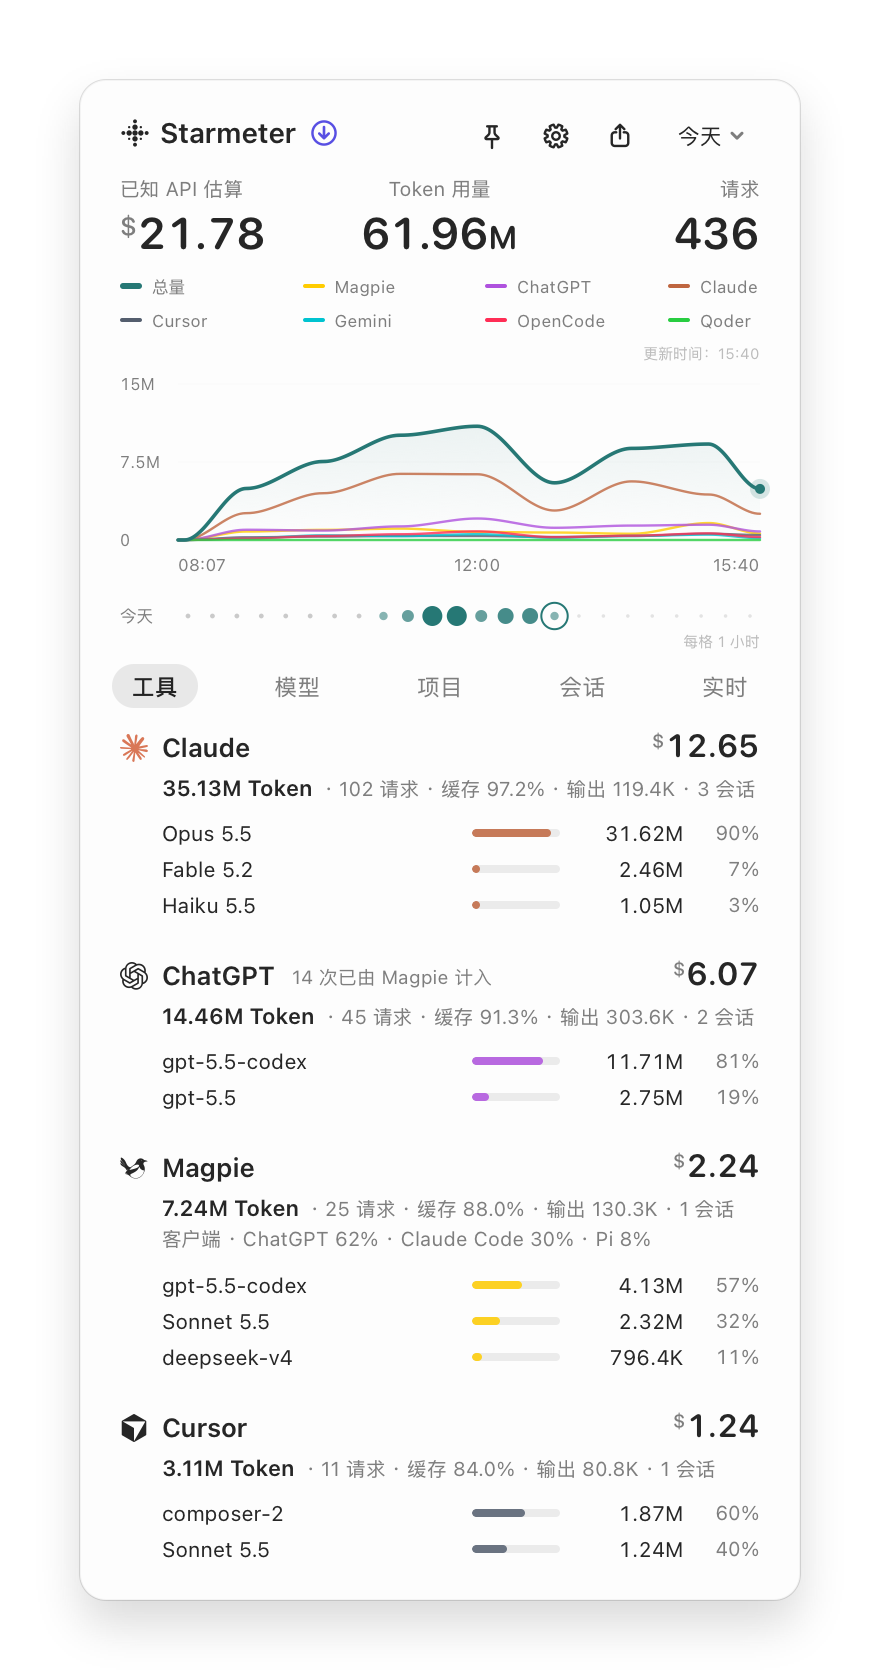 Starmeter 今天
已知 API 估算 Token 用量 请求
$21.78 61.96M 436
总量 Magpie ChatGPT Claude
Cursor Gemini OpenCode Qoder
更新时间：15:40
15M
7.5M
0
08:07 12:00 15:40
今天
每格 1 小时
工具 模型 项目 会话 实时
Claude $12.65
35.13M Token · 102 请求 · 缓存 97.2% · 输出 119.4K · 3 会话
Opus 5.5 31.62M 90%
Fable 5.2 2.46M 7%
Haiku 5.5 1.05M 3%
ChatGPT 14 次已由 Magpie 计入 $6.07
14.46M Token · 45 请求 · 缓存 91.3% · 输出 303.6K · 2 会话
gpt-5.5-codex 11.71M 81%
gpt-5.5 2.75M 19%
Magpie $2.24
7.24M Token · 25 请求 · 缓存 88.0% · 输出 130.3K · 1 会话
客户端 · ChatGPT 62% · Claude Code 30% · Pi 8%
gpt-5.5-codex 4.13M 57%
Sonnet 5.5 2.32M 32%
deepseek-v4 796.4K 11%
Cursor $1.24
3.11M Token · 11 请求 · 缓存 84.0% · 输出 80.8K · 1 会话
composer-2 1.87M 60%
Sonnet 5.5 1.24M 40%